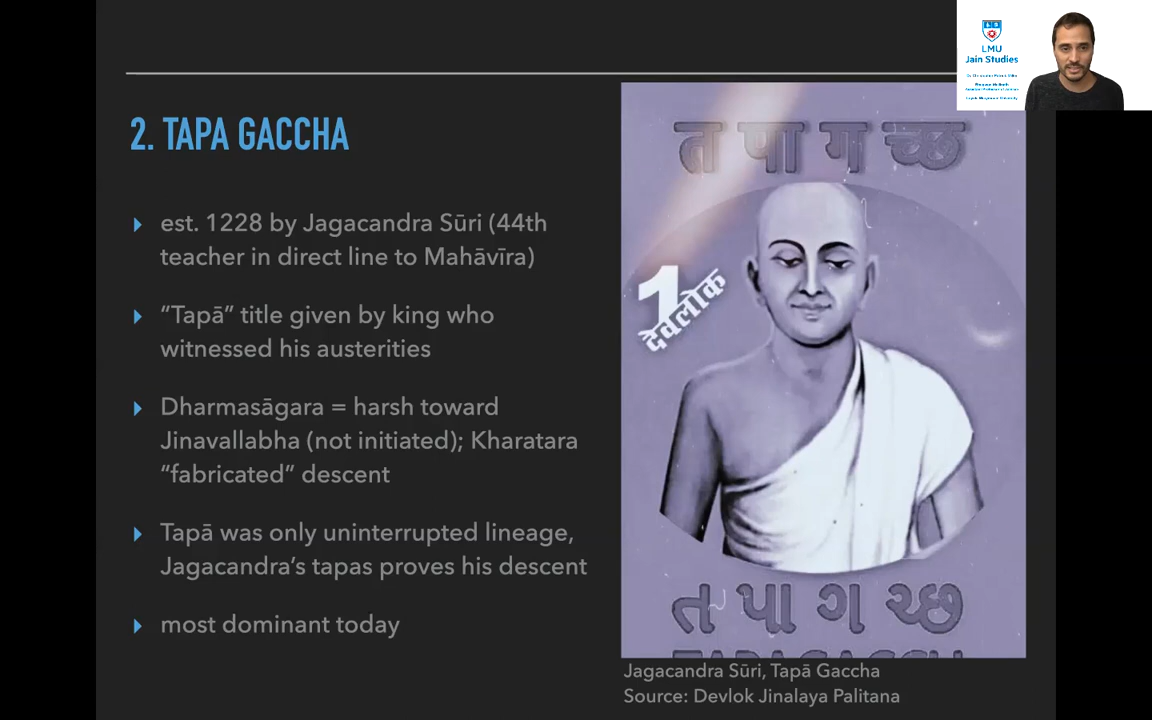 LMU
Jain Studies
2. TAPA GACCHA
est. 1228 by Jagacandra Sūri (44th
teacher in direct line to Mahāvīra)
“Tapā” title given by king who
witnessed his austerities
Dharmasāgara = harsh toward
Jinavallabha (not initiated); Kharatara
“fabricated” descent
Tapā was only uninterrupted lineage,
Jagacandra’s tapas proves his descent
most dominant today
त पा ग च्छ
1
देवलोक
ત પા ગ ચ્છ
Jagacandra Sūri, Tapā Gaccha
Source: Devlok Jinalaya Palitana